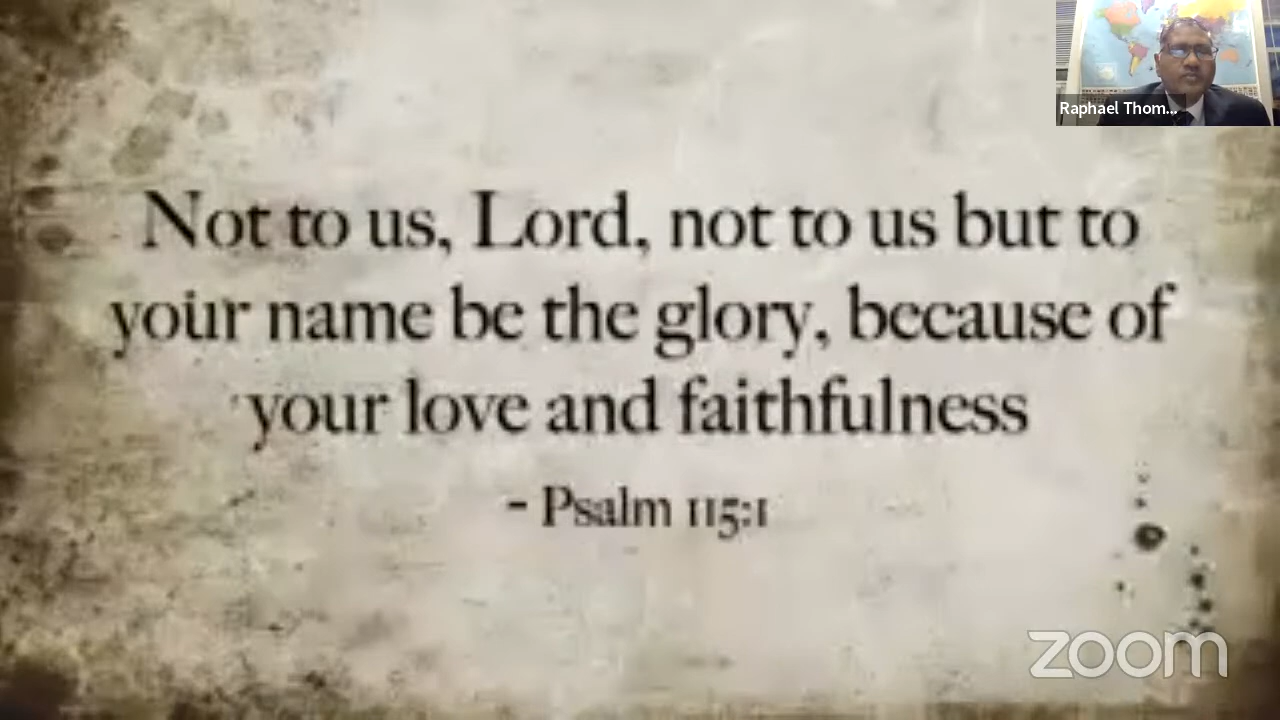 Raphael Thom...
Not to us, Lord, not to us but to
your name be the glory, because of
your love and faithfulness
- Psalm 115:1
zoom